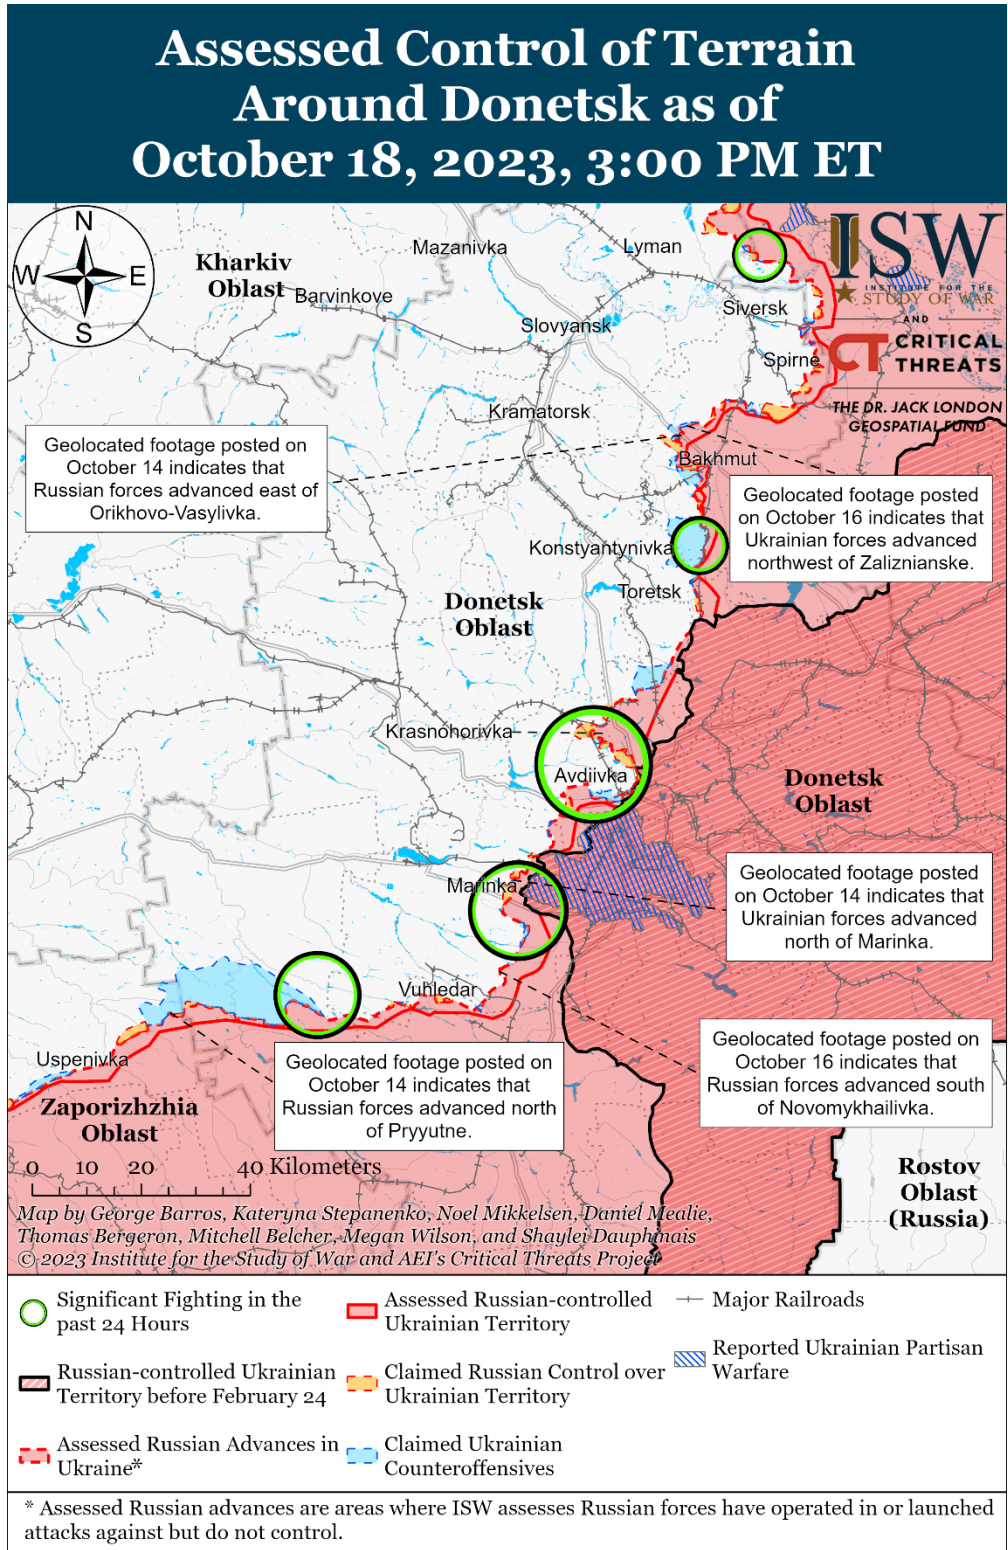 Assessed Control of Terrain
Around Donetsk as of
October 18, 2023, 3:00 PM ET
N
W
E
S
Kharkiv
Oblast
Mazanivka
Lyman
Barvinkove
Slovyansk
Siversk
Spirne
Kramatorsk
ISW
INSTITUTE FOR THE
STUDY OF WAR
AND
CT CRITICAL
THREATS
THE DR. JACK LONDON
GEOSPATIAL FUND
Geolocated footage posted on
October 14 indicates that
Russian forces advanced east of
Orikhovo-Vasylivka.
Bakhmut
Geolocated footage posted
on October 16 indicates that
Ukrainian forces advanced
northwest of Zaliznianske.
Konstyantynivka
Toretsk
Donetsk
Oblast
Krasnohorivka
Avdiivka
Donetsk
Oblast
Marinka
Geolocated footage posted
on October 14 indicates that
Ukrainian forces advanced
north of Marinka.
Vuhledar
Uspenivka
Geolocated footage posted on
October 14 indicates that
Russian forces advanced north
of Pryyutne.
Geolocated footage posted on
October 16 indicates that
Russian forces advanced south
of Novomykhailivka.
Zaporizhzhia
Oblast
Rostov
Oblast
(Russia)
0 10 20 40 Kilometers
Map by George Barros, Kateryna Stepanenko, Noel Mikkelsen, Daniel Mealie,
Thomas Bergeron, Mitchell Belcher, Megan Wilson, and Shaylei Dauphinais
© 2023 Institute for the Study of War and AEI's Critical Threats Project
Significant Fighting in the
past 24 Hours
Russian-controlled Ukrainian
Territory before February 24
Assessed Russian Advances in
Ukraine*
Assessed Russian-controlled
Ukrainian Territory
Claimed Russian Control over
Ukrainian Territory
Claimed Ukrainian
Counteroffensives
Major Railroads
Reported Ukrainian Partisan
Warfare
* Assessed Russian advances are areas where ISW assesses Russian forces have operated in or launched
attacks against but do not control.